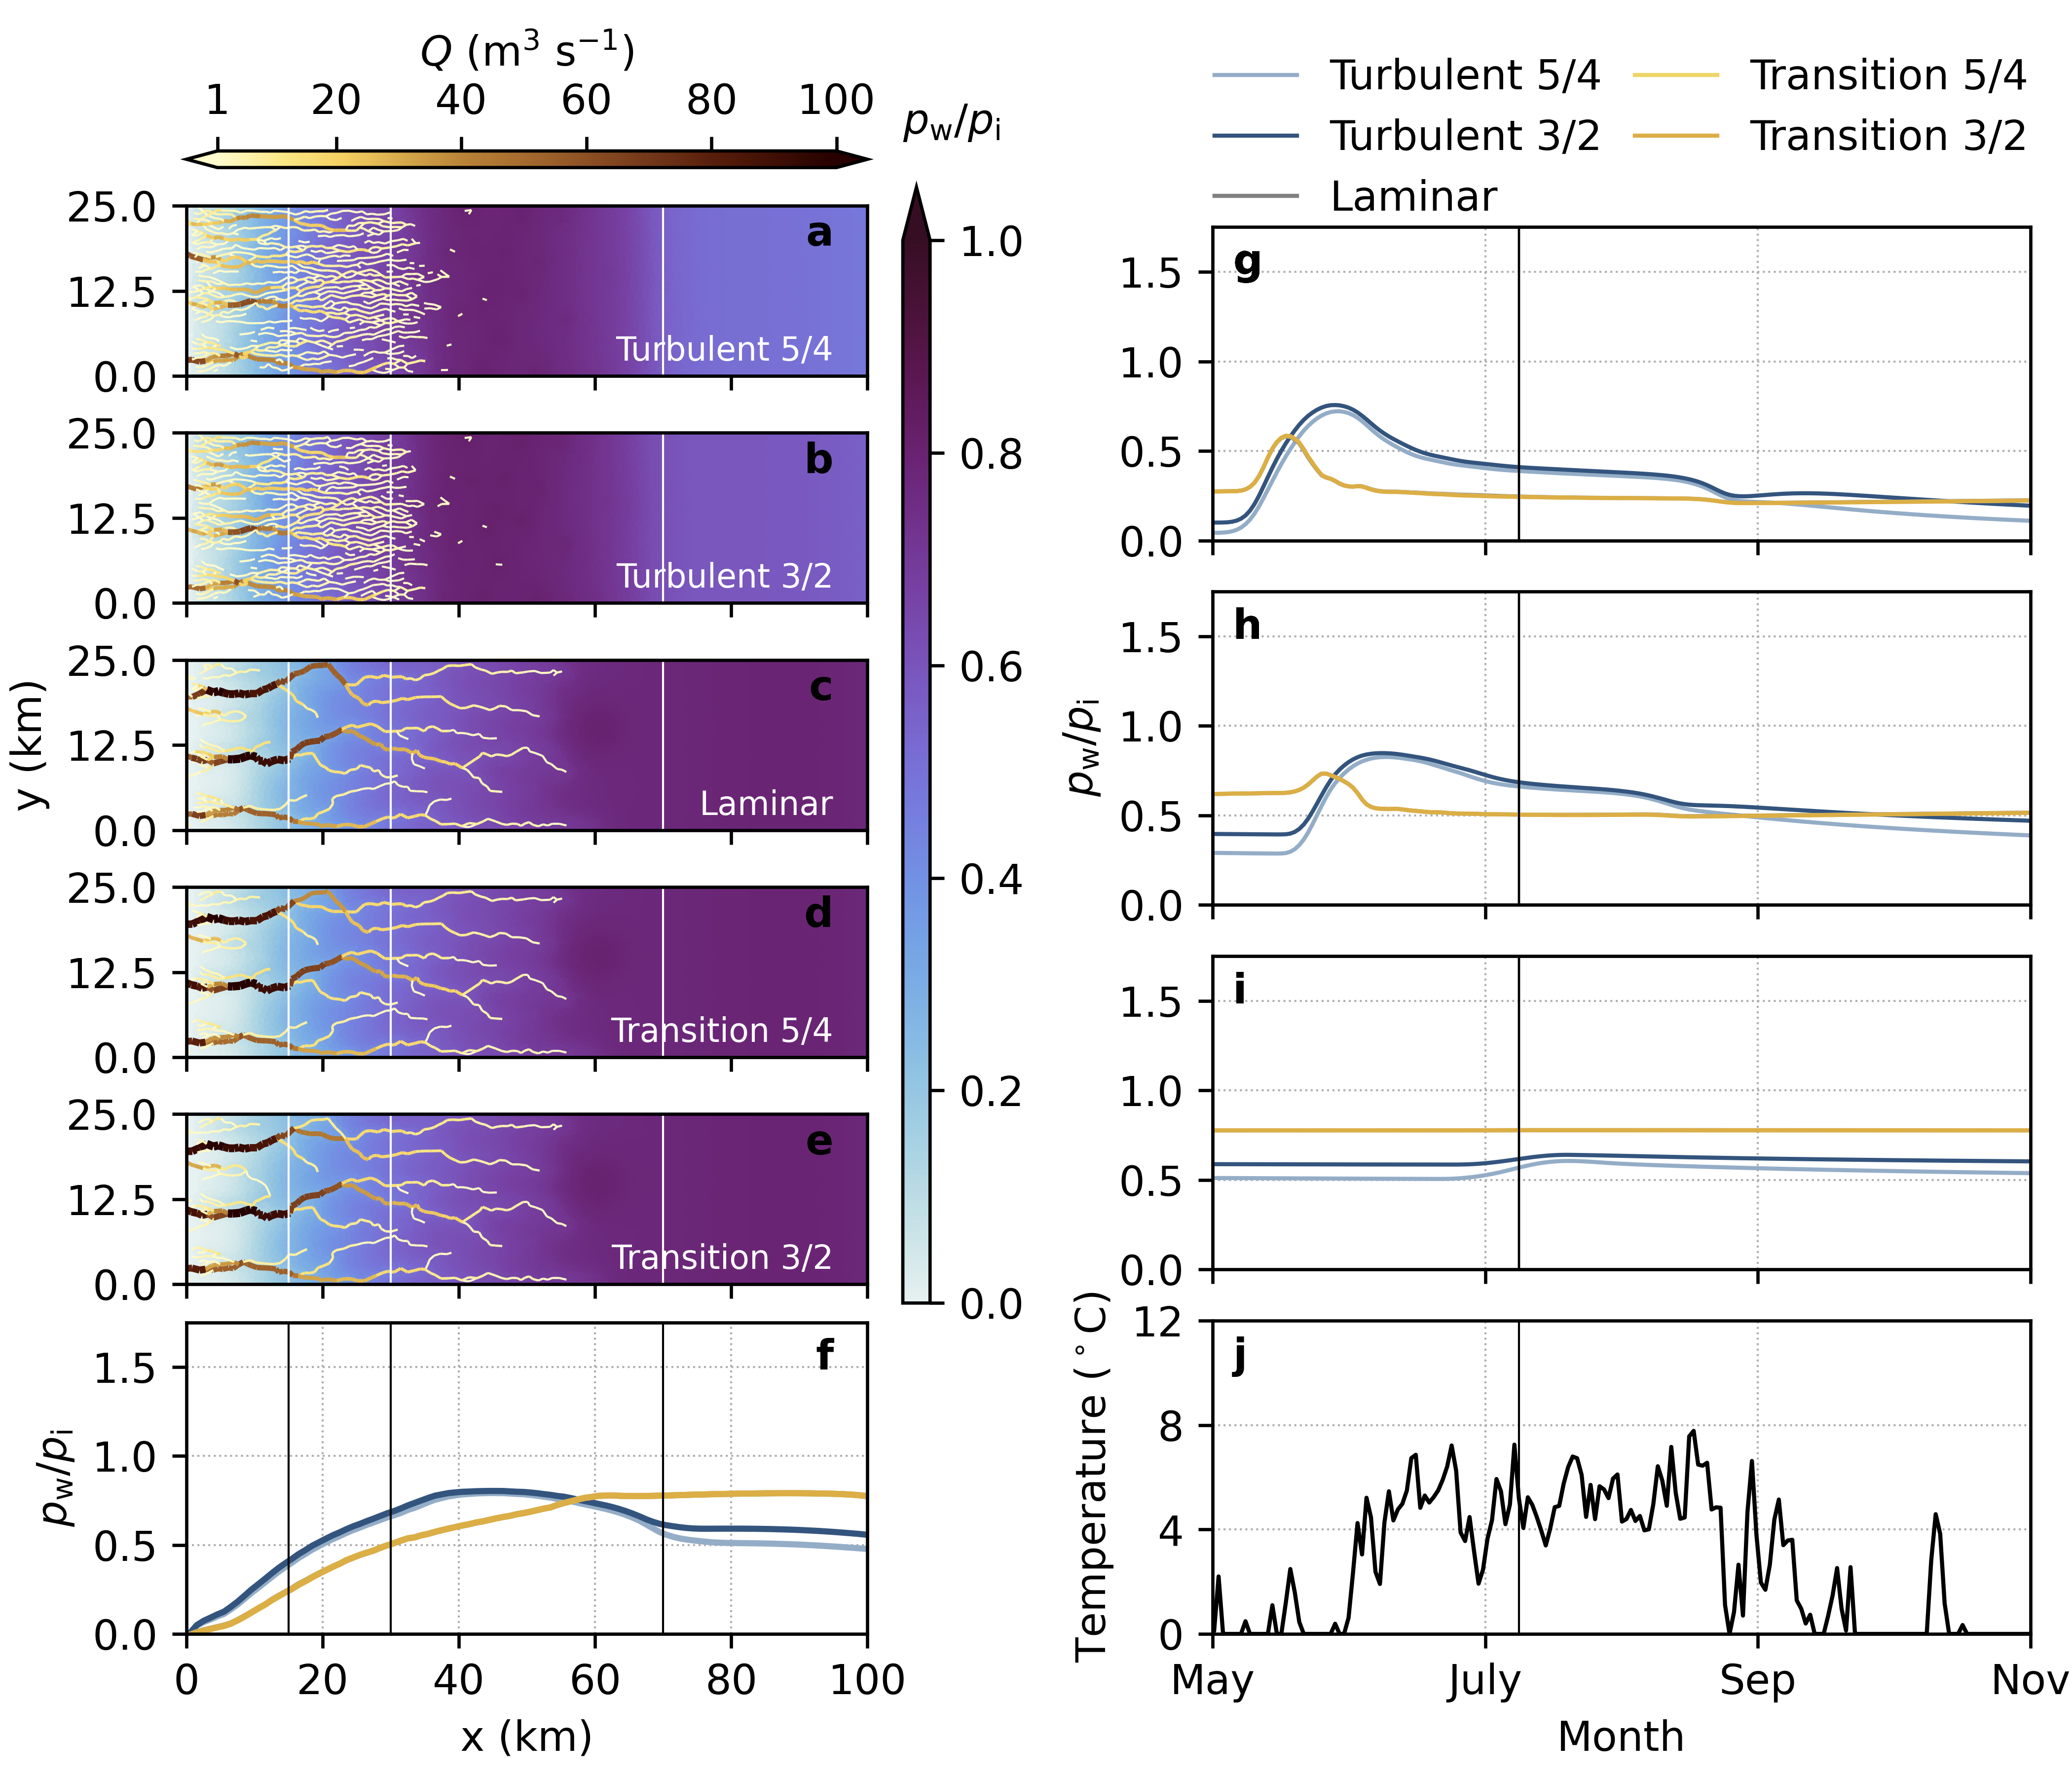 Q (m³ s⁻¹)
1 20 40 60 80 100
p_w/p_i
1.0
0.8
0.6
0.4
0.2
0.0
y (km)
25.0
12.5
0.0
a
Turbulent 5/4
25.0
12.5
0.0
b
Turbulent 3/2
25.0
12.5
0.0
c
Laminar
25.0
12.5
0.0
d
Transition 5/4
25.0
12.5
0.0
e
Transition 3/2
p_w/p_i
1.5
1.0
0.5
0.0
f
0 20 40 60 80 100
x (km)
Turbulent 5/4 Transition 5/4
Turbulent 3/2 Transition 3/2
Laminar
g
1.5
1.0
0.5
0.0
p_w/p_i
h
1.5
1.0
0.5
0.0
i
1.5
1.0
0.5
0.0
Temperature (°C)
j
12
8
4
0
May July Sep Nov
Month